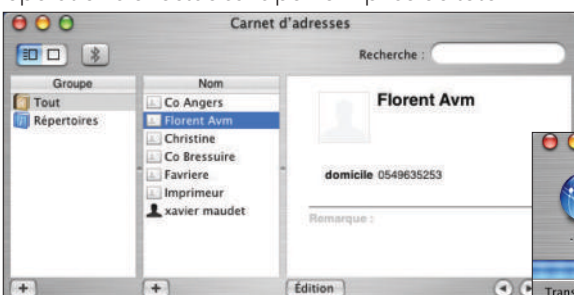 Carnet d'adresses
Recherche :
Groupe
Tout
Répertoires
Nom
Co Angers
Florent Avm
Christine
Co Bressuire
Favriere
Imprimeur
xavier maudet
Florent Avm
domicile 0549635253
Remarque :
Édition